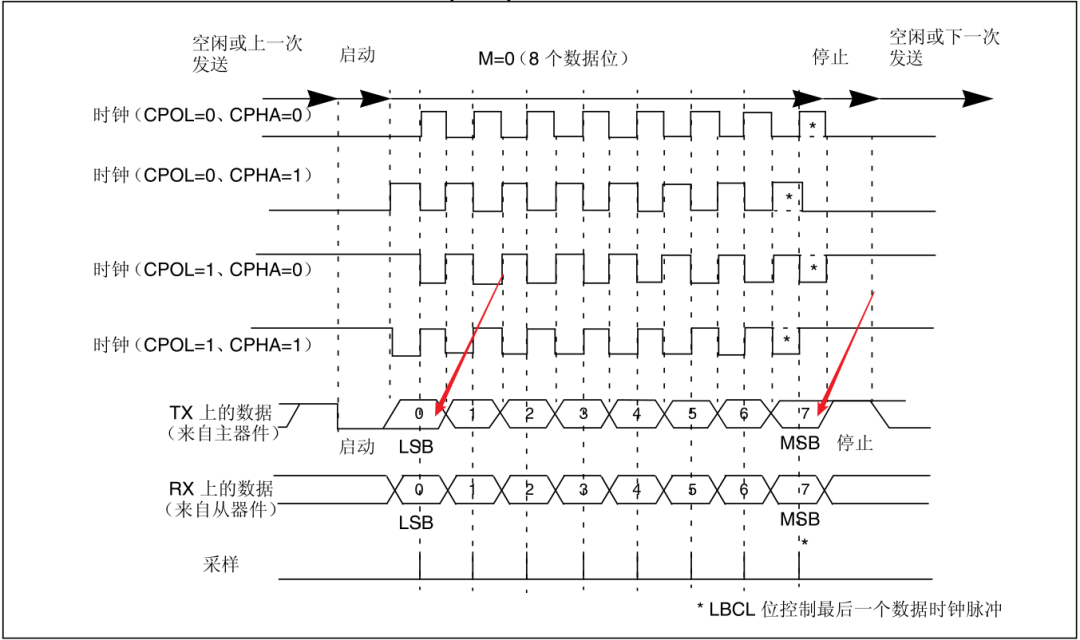 空闲或上一次
发送
启动
M=0（8 个数据位）
停止
空闲或下一次
发送
时钟（CPOL=0、CPHA=0）
*
时钟（CPOL=0、CPHA=1）
*
时钟（CPOL=1、CPHA=0）
*
时钟（CPOL=1、CPHA=1）
*
TX 上的数据
（来自主器件）
0 1 2 3 4 5 6 7
启动
LSB
MSB
停止
RX 上的数据
（来自从器件）
0 1 2 3 4 5 6 7
LSB
MSB
*
采样
* LBCL 位控制最后一个数据时钟脉冲